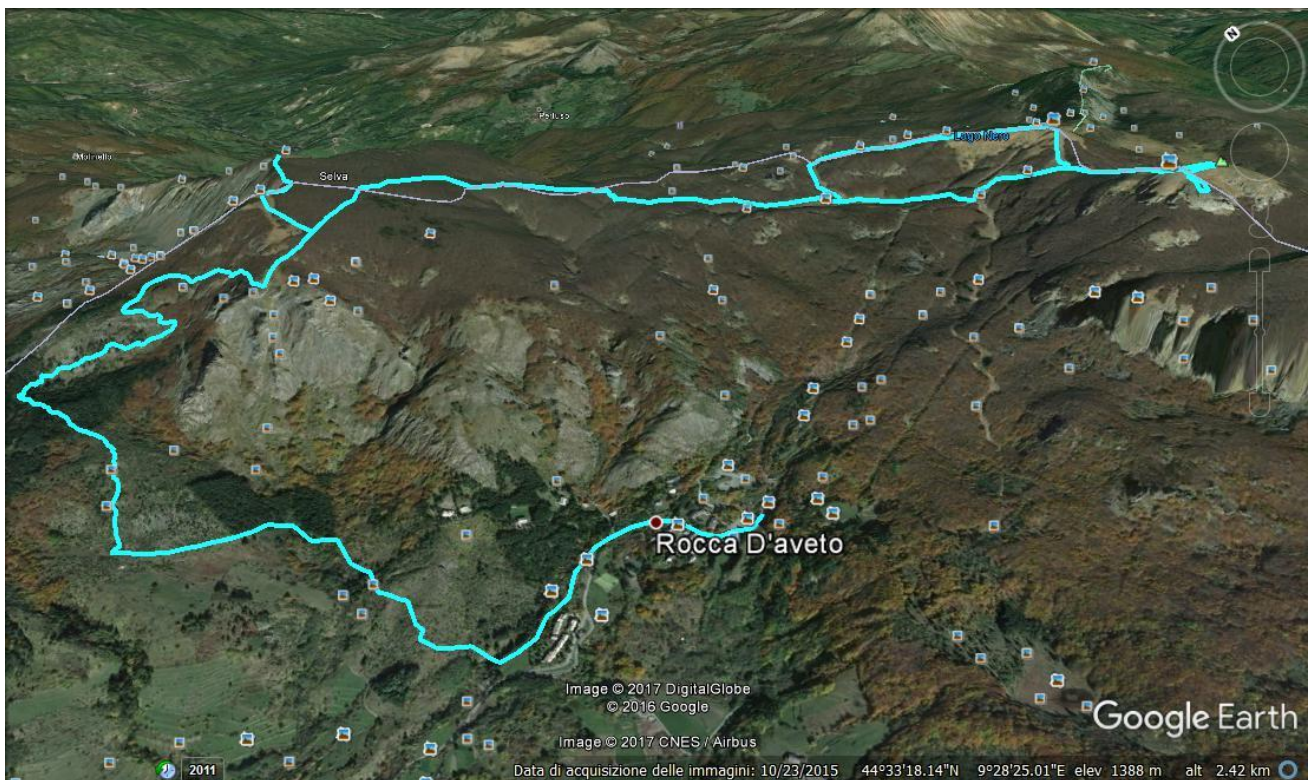 N
Perluso
Lago Nero
Molinello
Selva
Rocca D'aveto
Image © 2017 DigitalGlobe
© 2016 Google
Image © 2017 CNES / Airbus
Google Earth
2011
Data di acquisizione delle immagini: 10/23/2015 44°33'18.14"N 9°28'25.01"E elev 1388 m alt 2.42 km